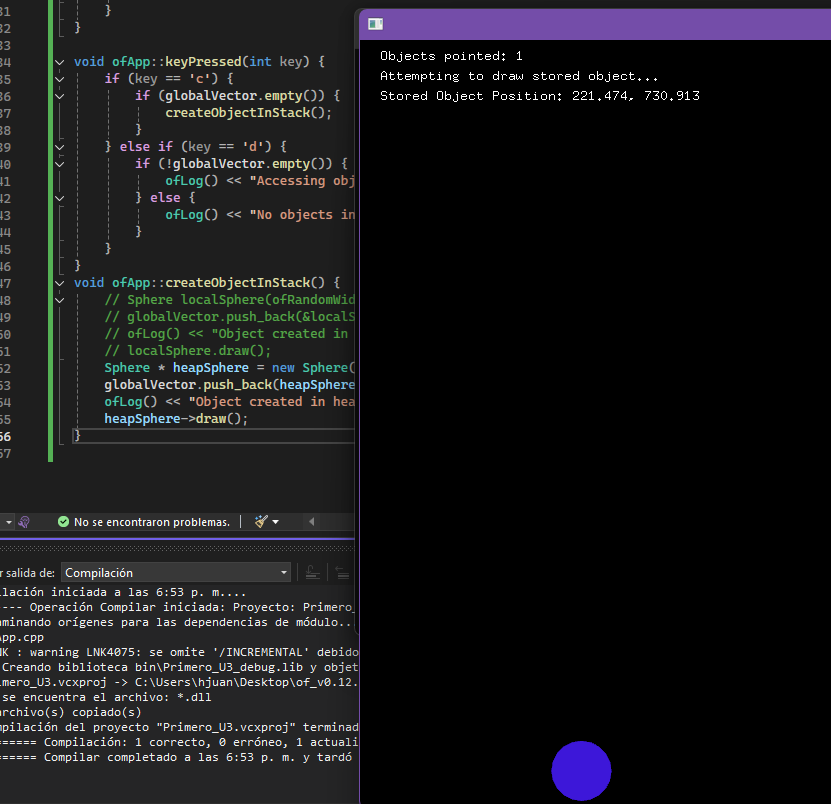 31 }
32 }
33
34 void ofApp::keyPressed(int key) {
35 if (key == 'c') {
36 if (globalVector.empty()) {
37 createObjectInStack();
38 }
39 } else if (key == 'd') {
40 if (!globalVector.empty()) {
41 ofLog() << "Accessing obj
42 } else {
43 ofLog() << "No objects in
44 }
45 }
46 }
47 void ofApp::createObjectInStack() {
48 // Sphere localSphere(ofRandomWid
49 // globalVector.push_back(&localS
50 // ofLog() << "Object created in
51 // localSphere.draw();
52 Sphere * heapSphere = new Sphere(
53 globalVector.push_back(heapSphere
54 ofLog() << "Object created in hea
55 heapSphere->draw();
56 }
57
No se encontraron problemas.
r salida de: Compilación
ilación iniciada a las 6:53 p. m....
---- Operación Compilar iniciada: Proyecto: Primero_
aminando orígenes para las dependencias de módulo...
App.cpp
NK : warning LNK4075: se omite '/INCREMENTAL' debido
Creando biblioteca bin\Primero_U3_debug.lib y objet
imero_U3.vcxproj -> C:\Users\hjuan\Desktop\of_v0.12.
se encuentra el archivo: *.dll
archivo(s) copiado(s)
mpilación del proyecto "Primero_U3.vcxproj" terminad
====== Compilación: 1 correcto, 0 erróneo, 1 actuali
====== Compilar completado a las 6:53 p. m. y tardó
Objects pointed: 1
Attempting to draw stored object...
Stored Object Position: 221.474, 730.913